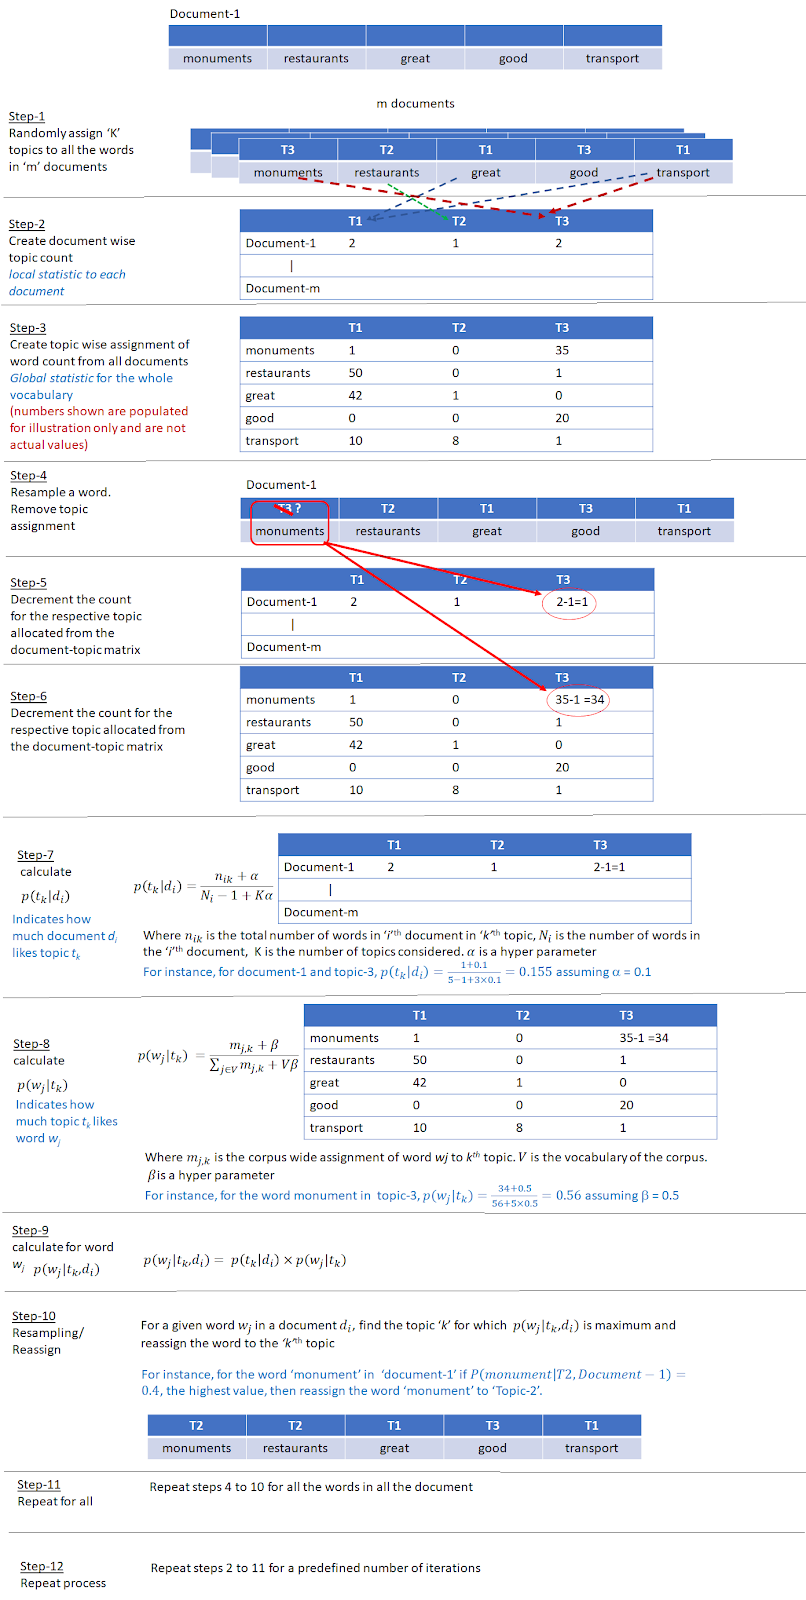 Document-1
monuments restaurants great good transport
m documents
Step-1
Randomly assign ‘K’
topics to all the words
in ‘m’ documents
T3 T2 T1 T3 T1
monuments restaurants great good transport
Step-2
Create document wise
topic count
local statistic to each
document
T1 T2 T3
Document-1 2 1 2
|
Document-m
Step-3
Create topic wise assignment of
word count from all documents
Global statistic for the whole
vocabulary
(numbers shown are populated
for illustration only and are not
actual values)
T1 T2 T3
monuments 1 0 35
restaurants 50 0 1
great 42 1 0
good 0 0 20
transport 10 8 1
Step-4
Resample a word.
Remove topic
assignment
Document-1
T3 ? T2 T1 T3 T1
monuments restaurants great good transport
Step-5
Decrement the count
for the respective topic
allocated from the
document-topic matrix
T1 T2 T3
Document-1 2 1 2-1=1
|
Document-m
Step-6
Decrement the count for the
respective topic allocated from
the document-topic matrix
T1 T2 T3
monuments 1 0 35-1 =34
restaurants 50 0 1
great 42 1 0
good 0 0 20
transport 10 8 1
Step-7
calculate
p(t_k|d_i)
Indicates how
much document d_i
likes topic t_k
p(t_k|d_i) = (n_ik + α) / (N_i − 1 + Kα)
T1 T2 T3
Document-1 2 1 2-1=1
|
Document-m
Where n_ik is the total number of words in ‘i’th document in ‘k’th topic, N_i is the number of words in
the ‘i’th document, K is the number of topics considered. α is a hyper parameter
For instance, for document-1 and topic-3, p(t_k|d_i) = (1+0.1) / (5−1+3×0.1) = 0.155 assuming α = 0.1
Step-8
calculate
p(w_j|t_k)
Indicates how
much topic t_k likes
word w_j
p(w_j|t_k) = (m_j,k + β) / (∑_j∈V m_j,k + Vβ)
T1 T2 T3
monuments 1 0 35-1 =34
restaurants 50 0 1
great 42 1 0
good 0 0 20
transport 10 8 1
Where m_j,k is the corpus wide assignment of word wj to kth topic. V is the vocabulary of the corpus.
β is a hyper parameter
For instance, for the word monument in topic-3, p(w_j|t_k) = (34+0.5) / (56+5×0.5) = 0.56 assuming β = 0.5
Step-9
calculate for word
w_j p(w_j|t_k,d_i)
p(w_j|t_k,d_i) = p(t_k|d_i) × p(w_j|t_k)
Step-10
Resampling/
Reassign
For a given word w_j in a document d_i, find the topic ‘k’ for which p(w_j|t_k,d_i) is maximum and
reassign the word to the ‘k’th topic
For instance, for the word ‘monument’ in ‘document-1’ if P(monument|T2, Document − 1) =
0.4, the highest value, then reassign the word ‘monument’ to ‘Topic-2’.
T2 T2 T1 T3 T1
monuments restaurants great good transport
Step-11
Repeat for all
Repeat steps 4 to 10 for all the words in all the document
Step-12
Repeat process
Repeat steps 2 to 11 for a predefined number of iterations